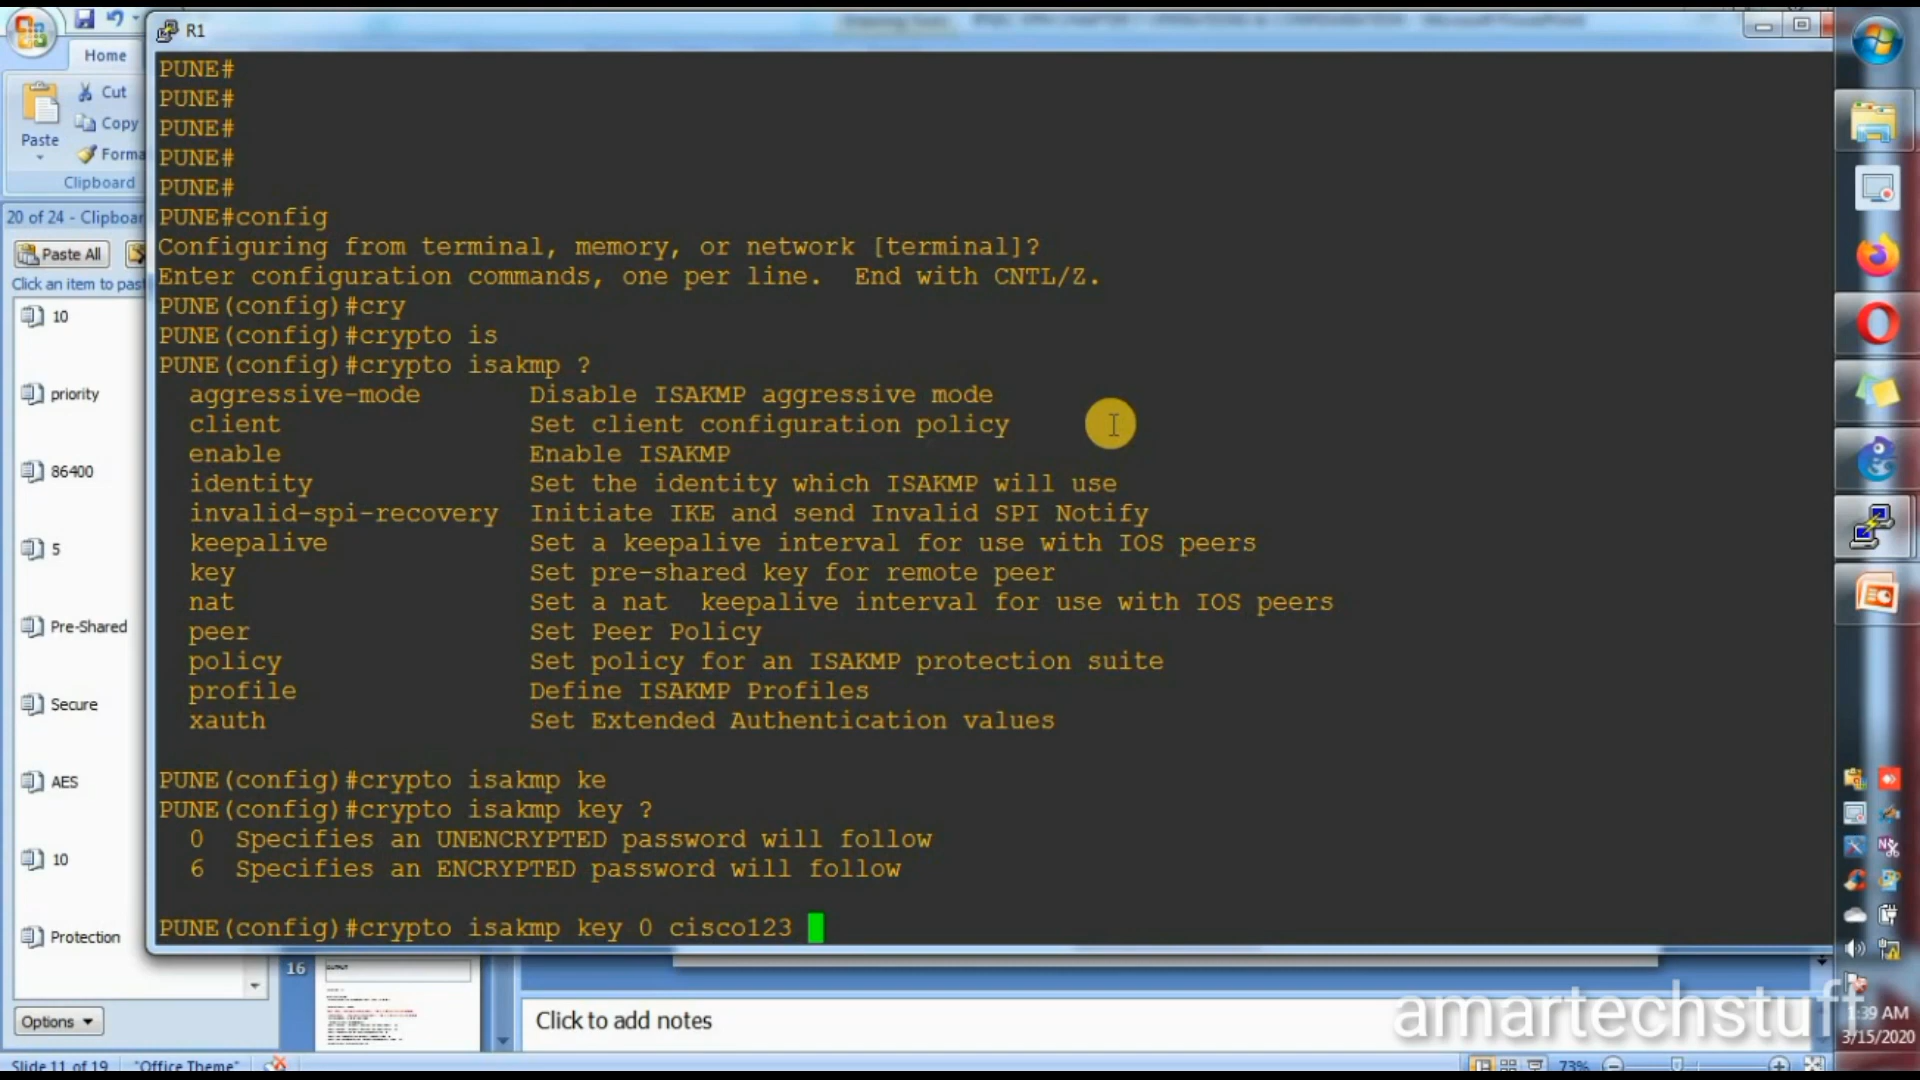 R1
Home
Cut
Copy
Paste
Forma
Clipboard
20 of 24 - Clipboar
Paste All
Click an item to pas
10
priority
86400
5
Pre-Shared
Secure
AES
10
Protection
Options
PUNE#
PUNE#
PUNE#
PUNE#
PUNE#
PUNE#config
Configuring from terminal, memory, or network [terminal]?
Enter configuration commands, one per line.  End with CNTL/Z.
PUNE(config)#cry
PUNE(config)#crypto is
PUNE(config)#crypto isakmp ?
aggressive-mode Disable ISAKMP aggressive mode
client Set client configuration policy
enable Enable ISAKMP
identity Set the identity which ISAKMP will use
invalid-spi-recovery Initiate IKE and send Invalid SPI Notify
keepalive Set a keepalive interval for use with IOS peers
key Set pre-shared key for remote peer
nat Set a nat  keepalive interval for use with IOS peers
peer Set Peer Policy
policy Set policy for an ISAKMP protection suite
profile Define ISAKMP Profiles
xauth Set Extended Authentication values
PUNE(config)#crypto isakmp ke
PUNE(config)#crypto isakmp key ?
0 Specifies an UNENCRYPTED password will follow
6 Specifies an ENCRYPTED password will follow
PUNE(config)#crypto isakmp key 0 cisco123
16
Click to add notes
amartechstuff
1:39 AM
3/15/2020
Slide 11 of 19
"Office Theme"
73%